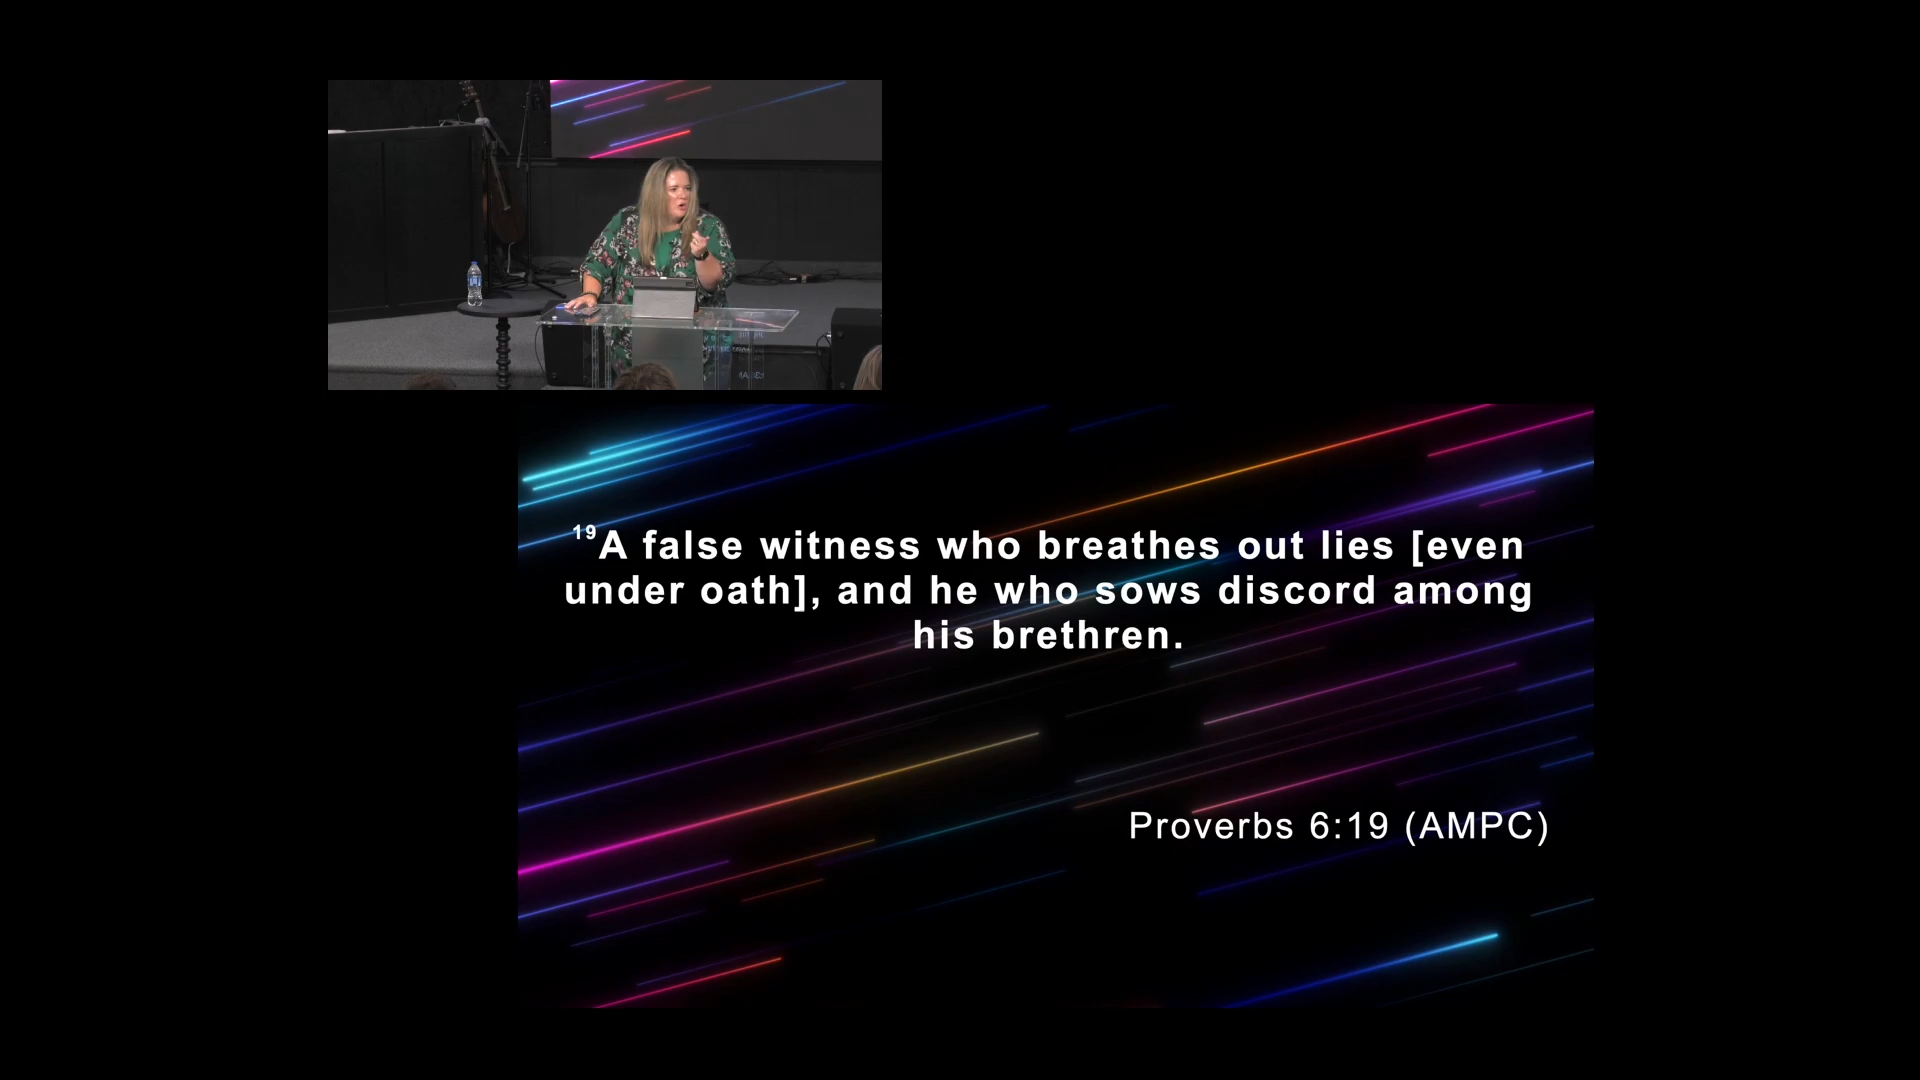 19A false witness who breathes out lies [even
under oath], and he who sows discord among
his brethren.
Proverbs 6:19 (AMPC)